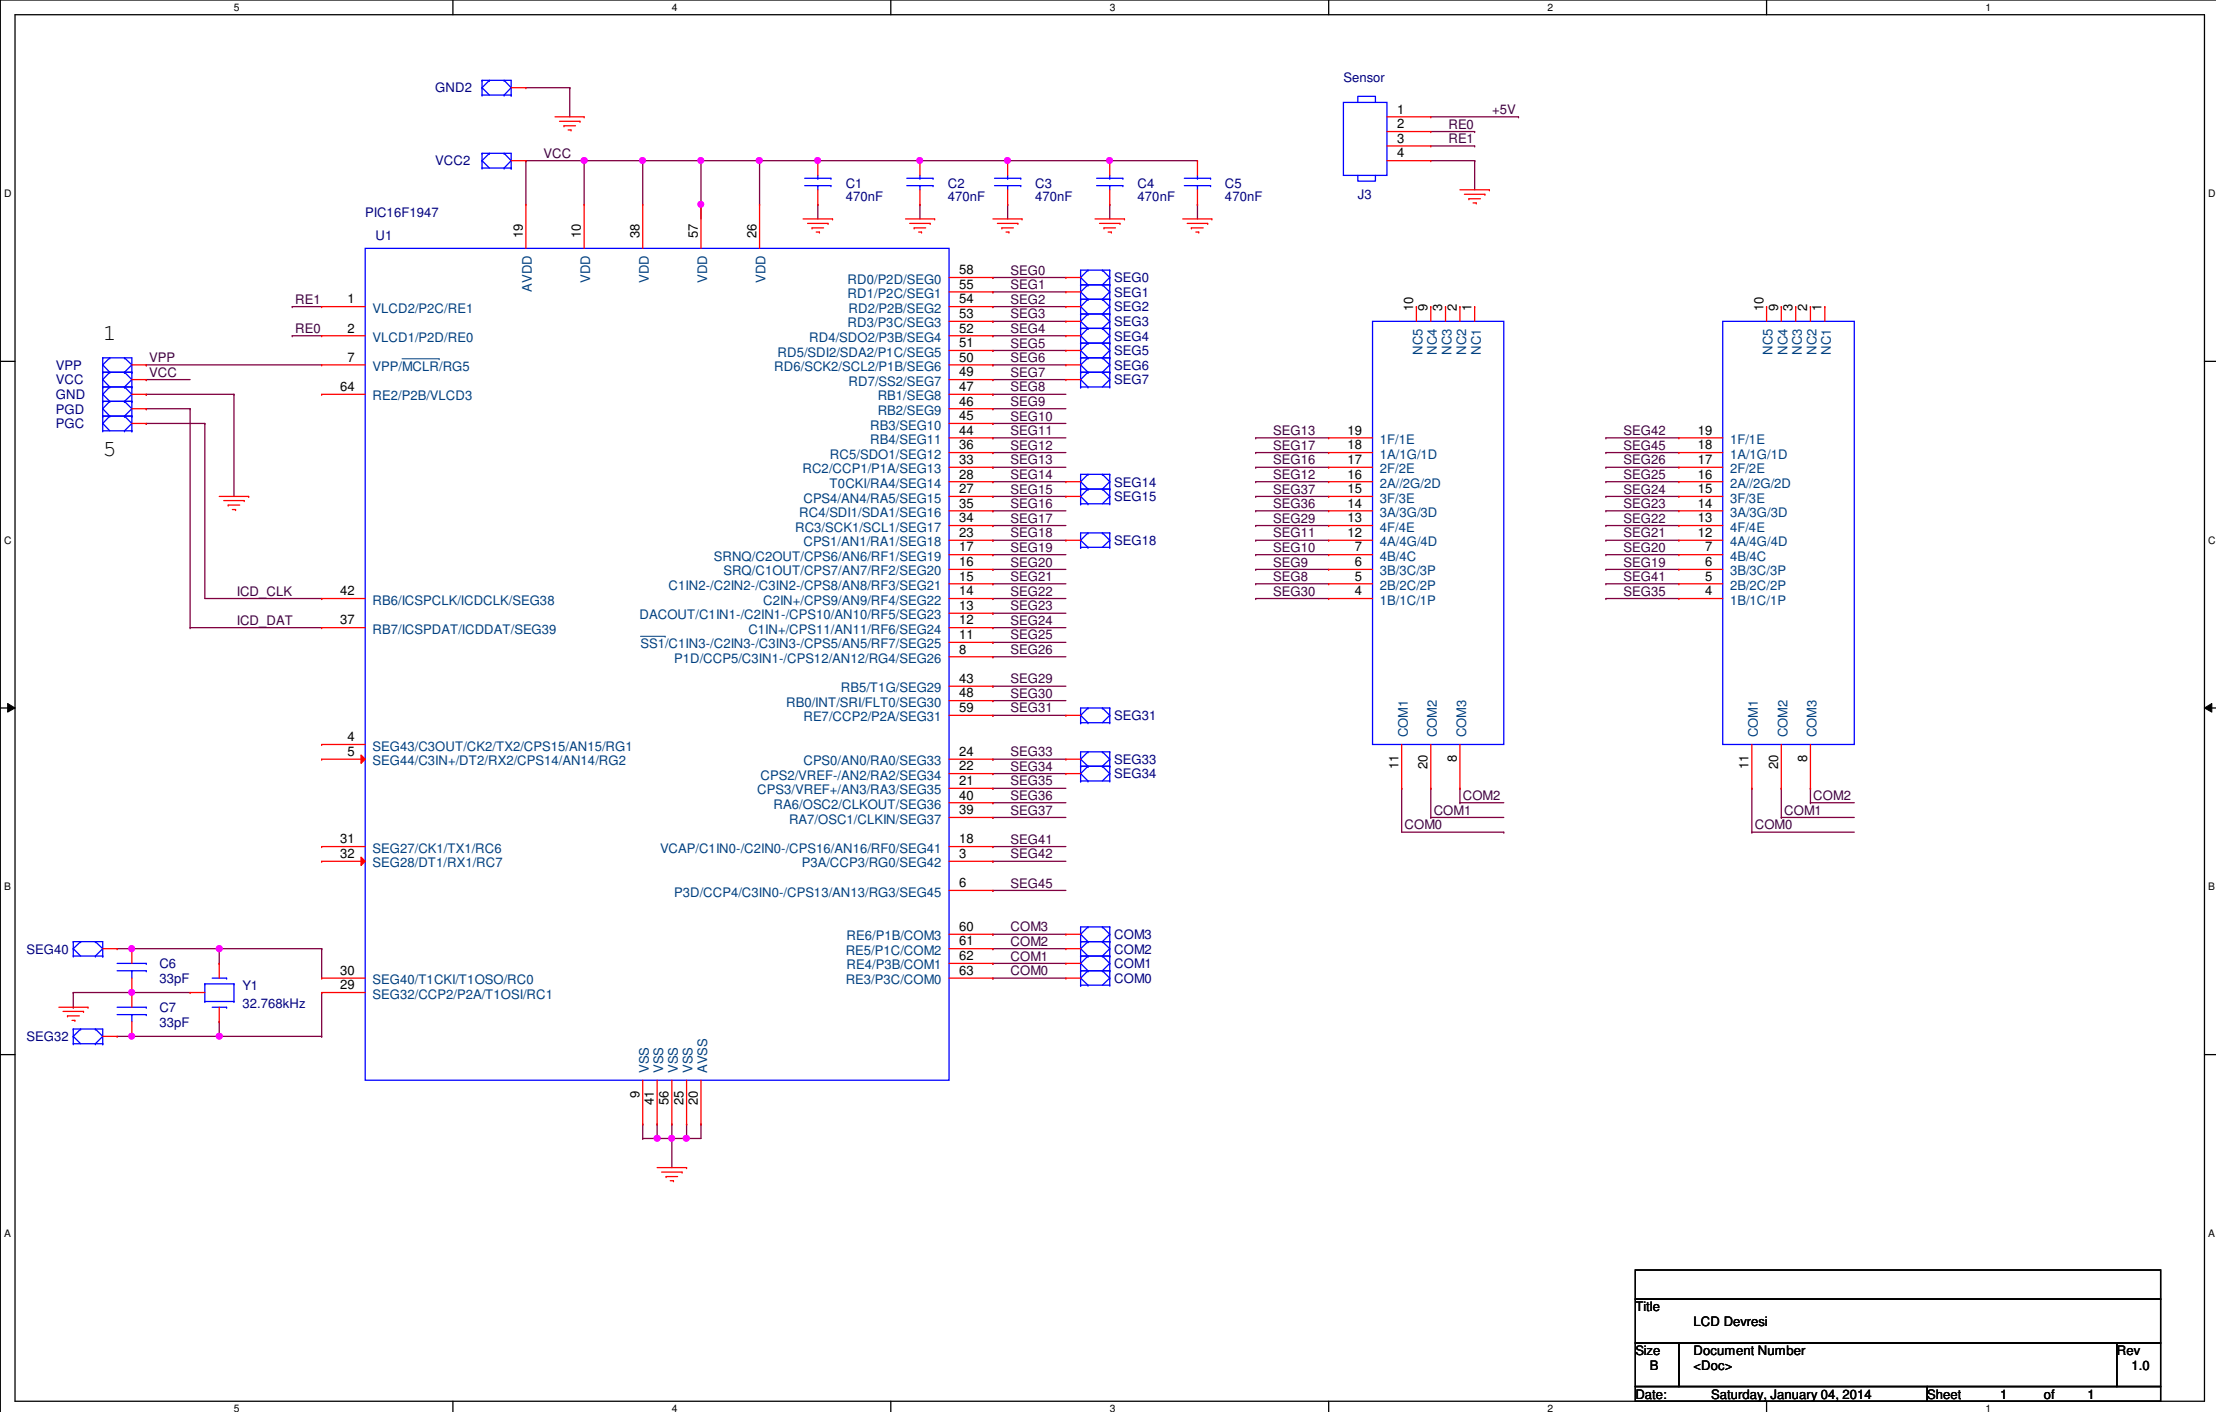 5 4 3 2 1
D
C
B
A
GND2
VCC2
VCC
C1
470nF
C2
470nF
C3
470nF
C4
470nF
C5
470nF
Sensor
1 +5V
2 RE0
3 RE1
4
J3
PIC16F1947
U1
19 10 38 57 26
AVDD VDD VDD VDD VDD
RE1 1 VLCD2/P2C/RE1
RE0 2 VLCD1/P2D/RE0
VPP 7 VPP/MCLR/RG5
64 RE2/P2B/VLCD3
1
VPP
VCC VCC
GND
PGD
PGC
5
ICD_CLK 42 RB6/ICSPCLK/ICDCLK/SEG38
ICD_DAT 37 RB7/ICSPDAT/ICDDAT/SEG39
4 SEG43/C3OUT/CK2/TX2/CPS15/AN15/RG1
5 SEG44/C3IN+/DT2/RX2/CPS14/AN14/RG2
31 SEG27/CK1/TX1/RC6
32 SEG28/DT1/RX1/RC7
SEG40
C6
33pF
C7
33pF
Y1
32.768kHz
SEG32
30 SEG40/T1CKI/T1OSO/RC0
29 SEG32/CCP2/P2A/T1OSI/RC1
RD0/P2D/SEG0 58 SEG0 SEG0
RD1/P2C/SEG1 55 SEG1 SEG1
RD2/P2B/SEG2 54 SEG2 SEG2
RD3/P3C/SEG3 53 SEG3 SEG3
RD4/SDO2/P3B/SEG4 52 SEG4 SEG4
RD5/SDI2/SDA2/P1C/SEG5 51 SEG5 SEG5
RD6/SCK2/SCL2/P1B/SEG6 50 SEG6 SEG6
RD7/SS2/SEG7 49 SEG7 SEG7
RB1/SEG8 47 SEG8
RB2/SEG9 46 SEG9
RB3/SEG10 45 SEG10
RB4/SEG11 44 SEG11
RC5/SDO1/SEG12 36 SEG12
RC2/CCP1/P1A/SEG13 33 SEG13
T0CKI/RA4/SEG14 28 SEG14 SEG14
CPS4/AN4/RA5/SEG15 27 SEG15 SEG15
RC4/SDI1/SDA1/SEG16 35 SEG16
RC3/SCK1/SCL1/SEG17 34 SEG17
CPS1/AN1/RA1/SEG18 23 SEG18 SEG18
SRNQ/C2OUT/CPS6/AN6/RF1/SEG19 17 SEG19
SRQ/C1OUT/CPS7/AN7/RF2/SEG20 16 SEG20
C1IN2-/C2IN2-/C3IN2-/CPS8/AN8/RF3/SEG21 15 SEG21
C2IN+/CPS9/AN9/RF4/SEG22 14 SEG22
DACOUT/C1IN1-/C2IN1-/CPS10/AN10/RF5/SEG23 13 SEG23
C1IN+/CPS11/AN11/RF6/SEG24 12 SEG24
SS1/C1IN3-/C2IN3-/C3IN3-/CPS5/AN5/RF7/SEG25 11 SEG25
P1D/CCP5/C3IN1-/CPS12/AN12/RG4/SEG26 8 SEG26
RB5/T1G/SEG29 43 SEG29
RB0/INT/SRI/FLT0/SEG30 48 SEG30
RE7/CCP2/P2A/SEG31 59 SEG31 SEG31
CPS0/AN0/RA0/SEG33 24 SEG33 SEG33
CPS2/VREF-/AN2/RA2/SEG34 22 SEG34 SEG34
CPS3/VREF+/AN3/RA3/SEG35 21 SEG35
RA6/OSC2/CLKOUT/SEG36 40 SEG36
RA7/OSC1/CLKIN/SEG37 39 SEG37
VCAP/C1IN0-/C2IN0-/CPS16/AN16/RF0/SEG41 18 SEG41
P3A/CCP3/RG0/SEG42 3 SEG42
P3D/CCP4/C3IN0-/CPS13/AN13/RG3/SEG45 6 SEG45
RE6/P1B/COM3 60 COM3 COM3
RE5/P1C/COM2 61 COM2 COM2
RE4/P3B/COM1 62 COM1 COM1
RE3/P3C/COM0 63 COM0 COM0
VSS VSS VSS VSS AVSS
9 41 56 25 20
10 9 3 2 1
NC5 NC4 NC3 NC2 NC1
SEG13 19 1F/1E
SEG17 18 1A/1G/1D
SEG16 17 2F/2E
SEG12 16 2A//2G/2D
SEG37 15 3F/3E
SEG36 14 3A/3G/3D
SEG29 13 4F/4E
SEG11 12 4A/4G/4D
SEG10 7 4B/4C
SEG9 6 3B/3C/3P
SEG8 5 2B/2C/2P
SEG30 4 1B/1C/1P
COM1 COM2 COM3
11 20 8
COM2
COM1
COM0
10 9 3 2 1
NC5 NC4 NC3 NC2 NC1
SEG42 19 1F/1E
SEG45 18 1A/1G/1D
SEG26 17 2F/2E
SEG25 16 2A//2G/2D
SEG24 15 3F/3E
SEG23 14 3A/3G/3D
SEG22 13 4F/4E
SEG21 12 4A/4G/4D
SEG20 7 4B/4C
SEG19 6 3B/3C/3P
SEG41 5 2B/2C/2P
SEG35 4 1B/1C/1P
COM1 COM2 COM3
11 20 8
COM2
COM1
COM0
D
C
B
A
Title
LCD Devresi
Size Document Number Rev
B <Doc> 1.0
Date: Saturday, January 04, 2014 Sheet 1 of 1
5 4 3 2 1